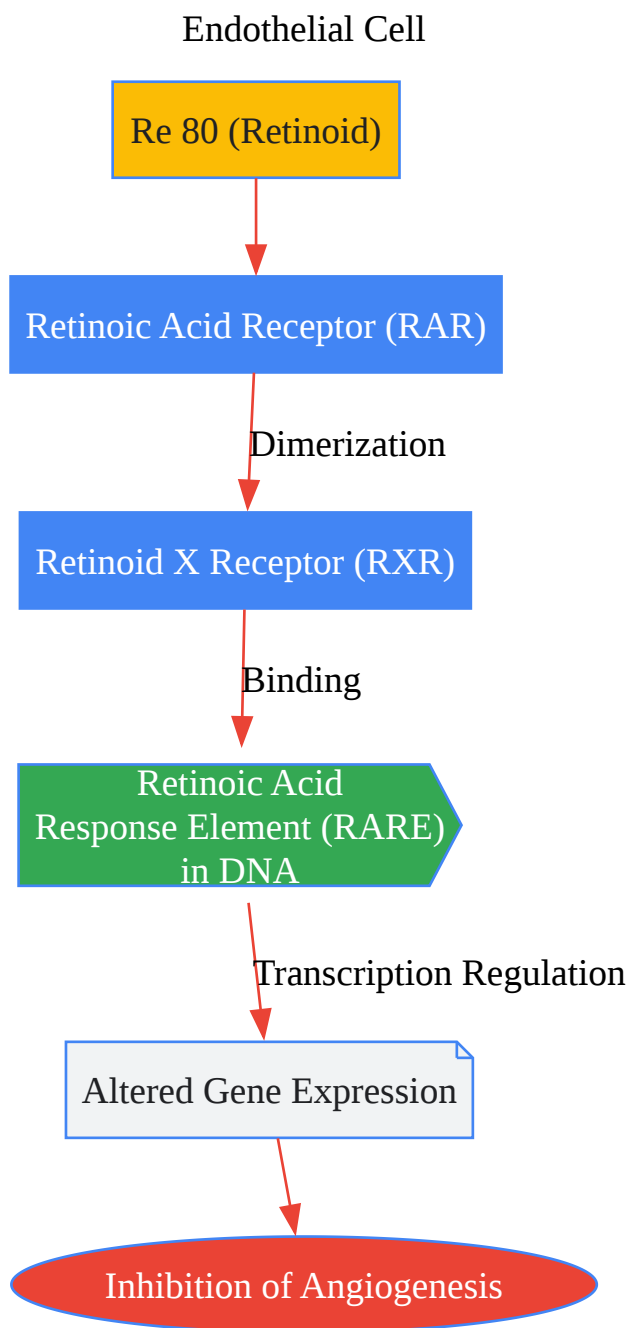 Endothelial Cell
Re 80 (Retinoid)
Retinoic Acid Receptor (RAR)
Dimerization
Retinoid X Receptor (RXR)
Binding
Retinoic Acid
Response Element (RARE)
in DNA
Transcription Regulation
Altered Gene Expression
Inhibition of Angiogenesis